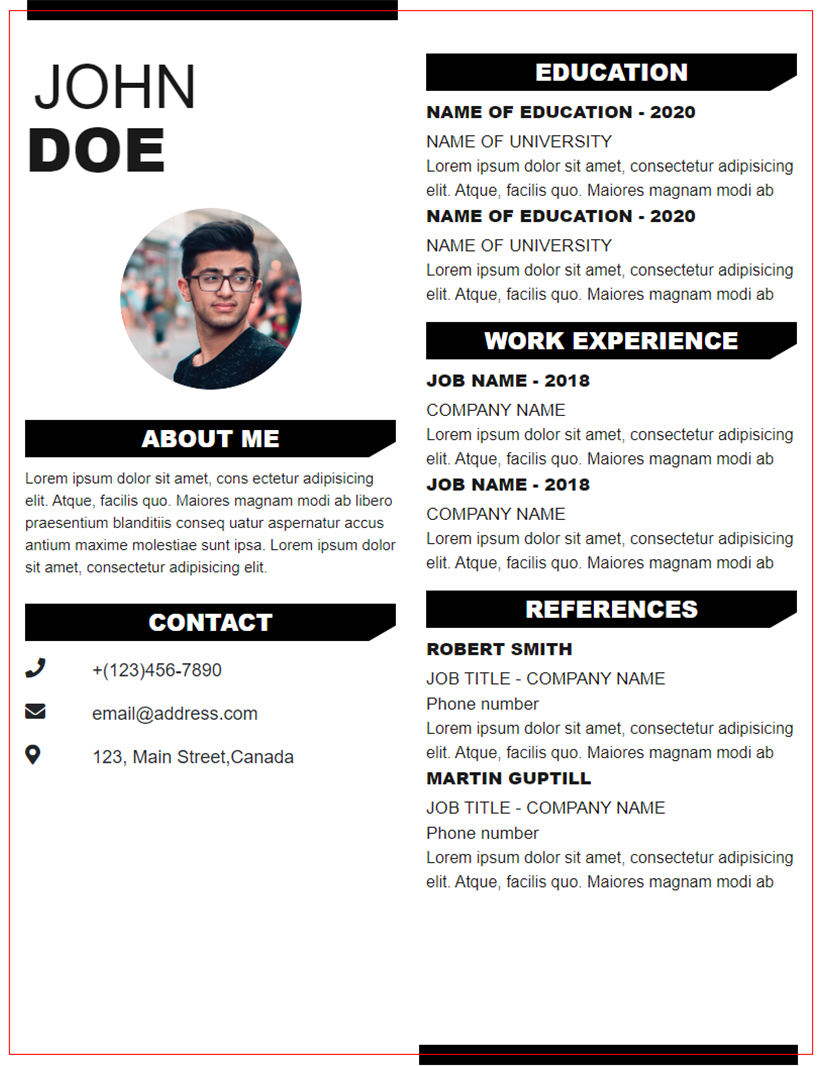 JOHN
DOE
ABOUT ME
Lorem ipsum dolor sit amet, cons ectetur adipisicing
elit. Atque, facilis quo. Maiores magnam modi ab libero
praesentium blanditiis conseq uatur aspernatur accus
antium maxime molestiae sunt ipsa. Lorem ipsum dolor
sit amet, consectetur adipisicing elit.
CONTACT
+(123)456-7890
email@address.com
123, Main Street,Canada
EDUCATION
NAME OF EDUCATION - 2020
NAME OF UNIVERSITY
Lorem ipsum dolor sit amet, consectetur adipisicing
elit. Atque, facilis quo. Maiores magnam modi ab
NAME OF EDUCATION - 2020
NAME OF UNIVERSITY
Lorem ipsum dolor sit amet, consectetur adipisicing
elit. Atque, facilis quo. Maiores magnam modi ab
WORK EXPERIENCE
JOB NAME - 2018
COMPANY NAME
Lorem ipsum dolor sit amet, consectetur adipisicing
elit. Atque, facilis quo. Maiores magnam modi ab
JOB NAME - 2018
COMPANY NAME
Lorem ipsum dolor sit amet, consectetur adipisicing
elit. Atque, facilis quo. Maiores magnam modi ab
REFERENCES
ROBERT SMITH
JOB TITLE - COMPANY NAME
Phone number
Lorem ipsum dolor sit amet, consectetur adipisicing
elit. Atque, facilis quo. Maiores magnam modi ab
MARTIN GUPTILL
JOB TITLE - COMPANY NAME
Phone number
Lorem ipsum dolor sit amet, consectetur adipisicing
elit. Atque, facilis quo. Maiores magnam modi ab